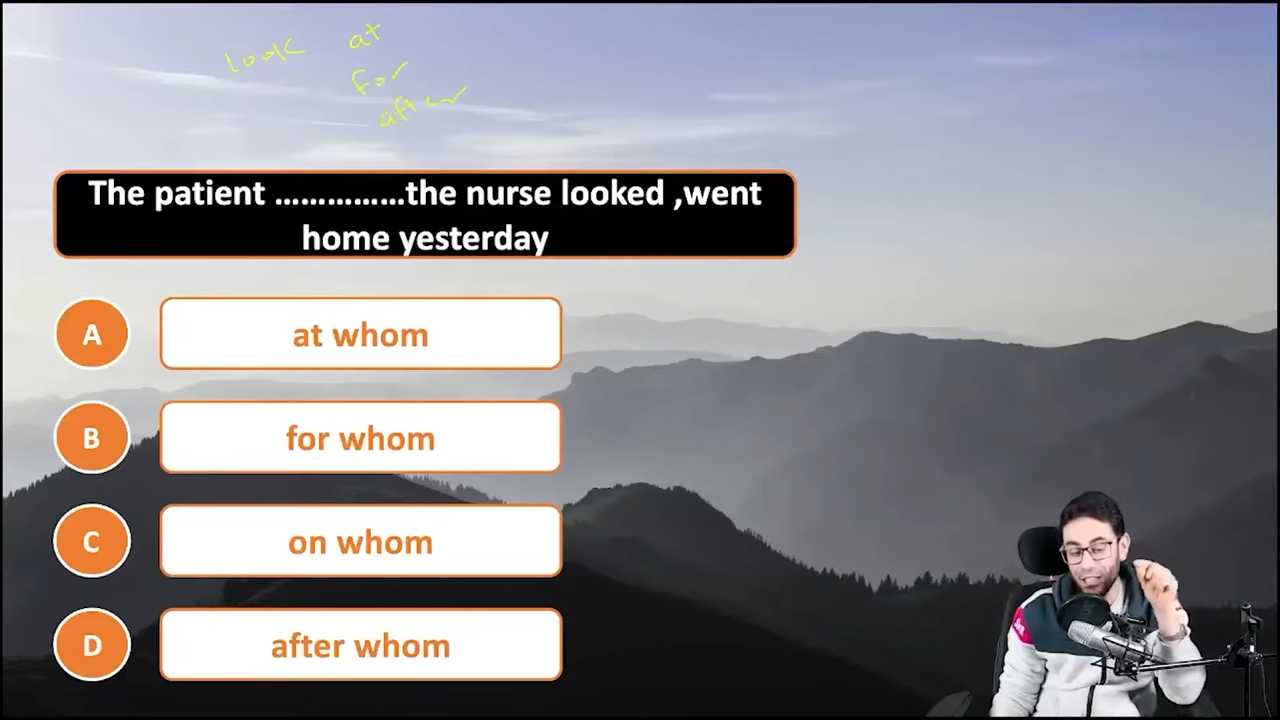 look at
for
after
The patient ……………the nurse looked ,went
home yesterday
A at whom
B for whom
C on whom
D after whom